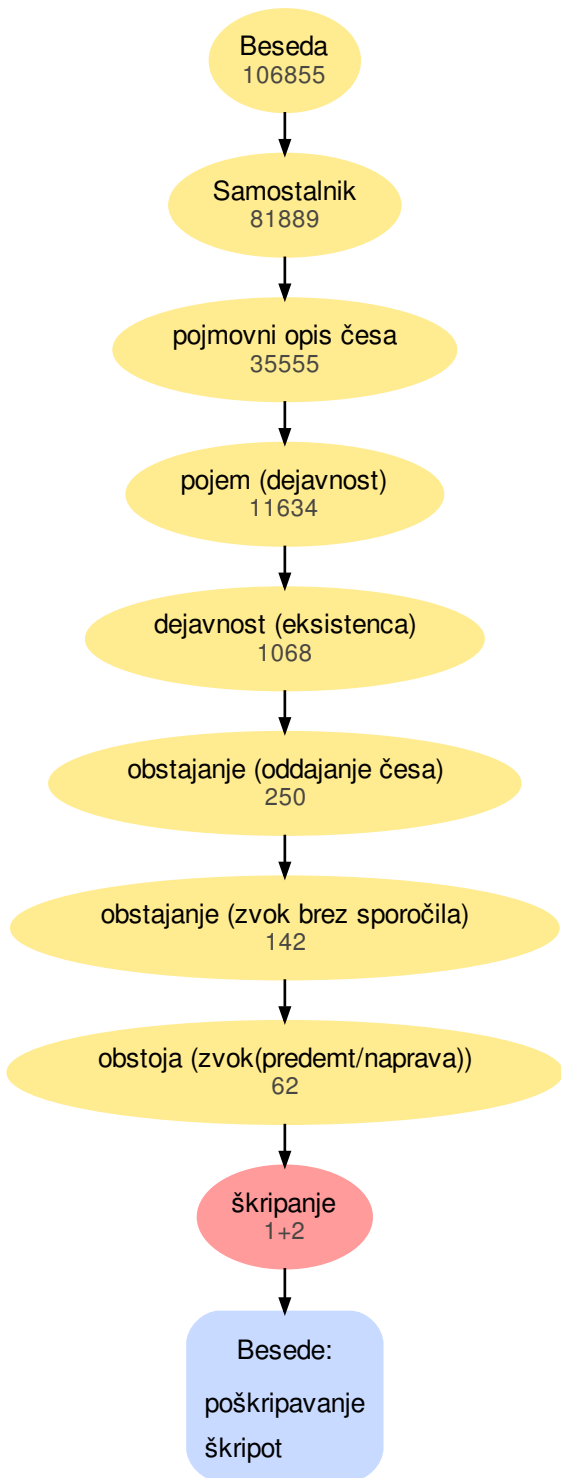 Beseda
106855
Samostalnik
81889
pojmovni opis česa
35555
pojem (dejavnost)
11634
dejavnost (eksistenca)
1068
obstajanje (oddajanje česa)
250
obstajanje (zvok brez sporočila)
142
obstoja (zvok(predemt/naprava))
62
škripanje
1+2
Besede:
poškripavanje
škripot